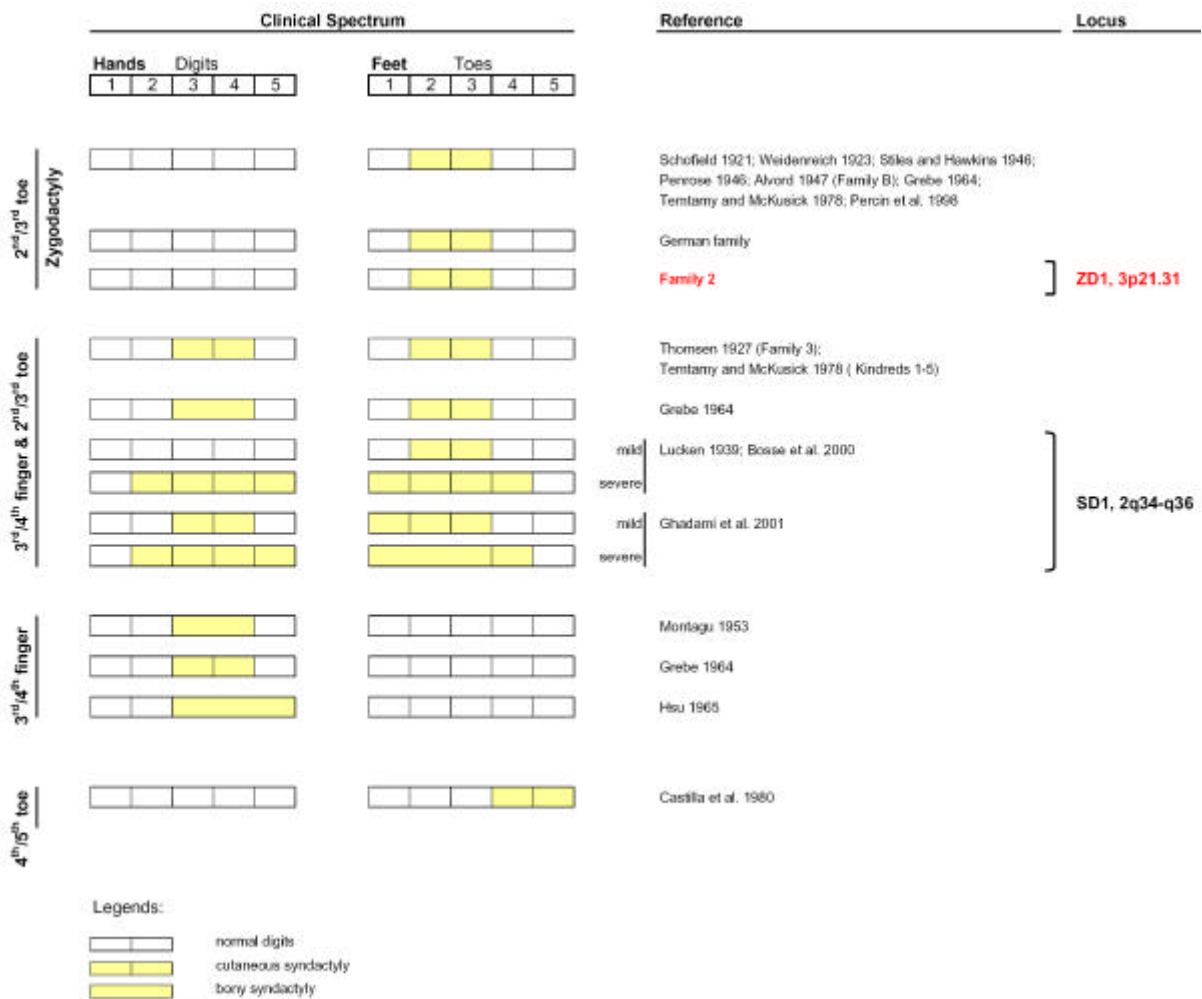 Clinical Spectrum Reference Locus
Hands Digits Feet Toes
1 2 3 4 5 1 2 3 4 5
2nd/3rd toe
Zygodactyly
Schofield 1921; Weidenreich 1923; Stiles and Hawkins 1946;
Penrose 1946; Alvord 1947 (Family B); Grebe 1964;
Temtamy and McKusick 1978; Percin et al. 1998
German family
Family 2 ZD1, 3p21.31
3rd/4th finger & 2nd/3rd toe
Thomsen 1927 (Family 3);
Temtamy and McKusick 1978 ( Kindreds 1-5)
Grebe 1964
mild Lucken 1939; Bosse et al. 2000
severe
SD1, 2q34-q36
mild Ghadami et al. 2001
severe
3rd/4th finger
Montagu 1953
Grebe 1964
Hsu 1965
4th/5th toe
Castilla et al. 1980
Legends:
normal digits
cutaneous syndactyly
bony syndactyly